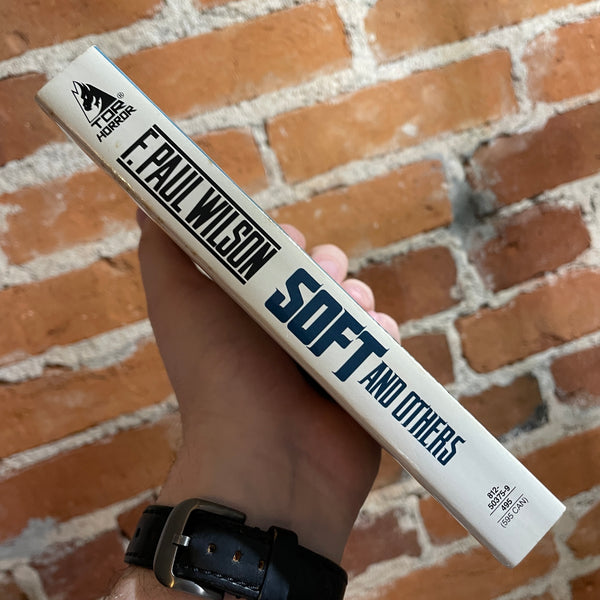 TOR®
HORROR
F. PAUL WILSON
SOFT AND OTHERS
812-
50375-9
495
(595 CAN)